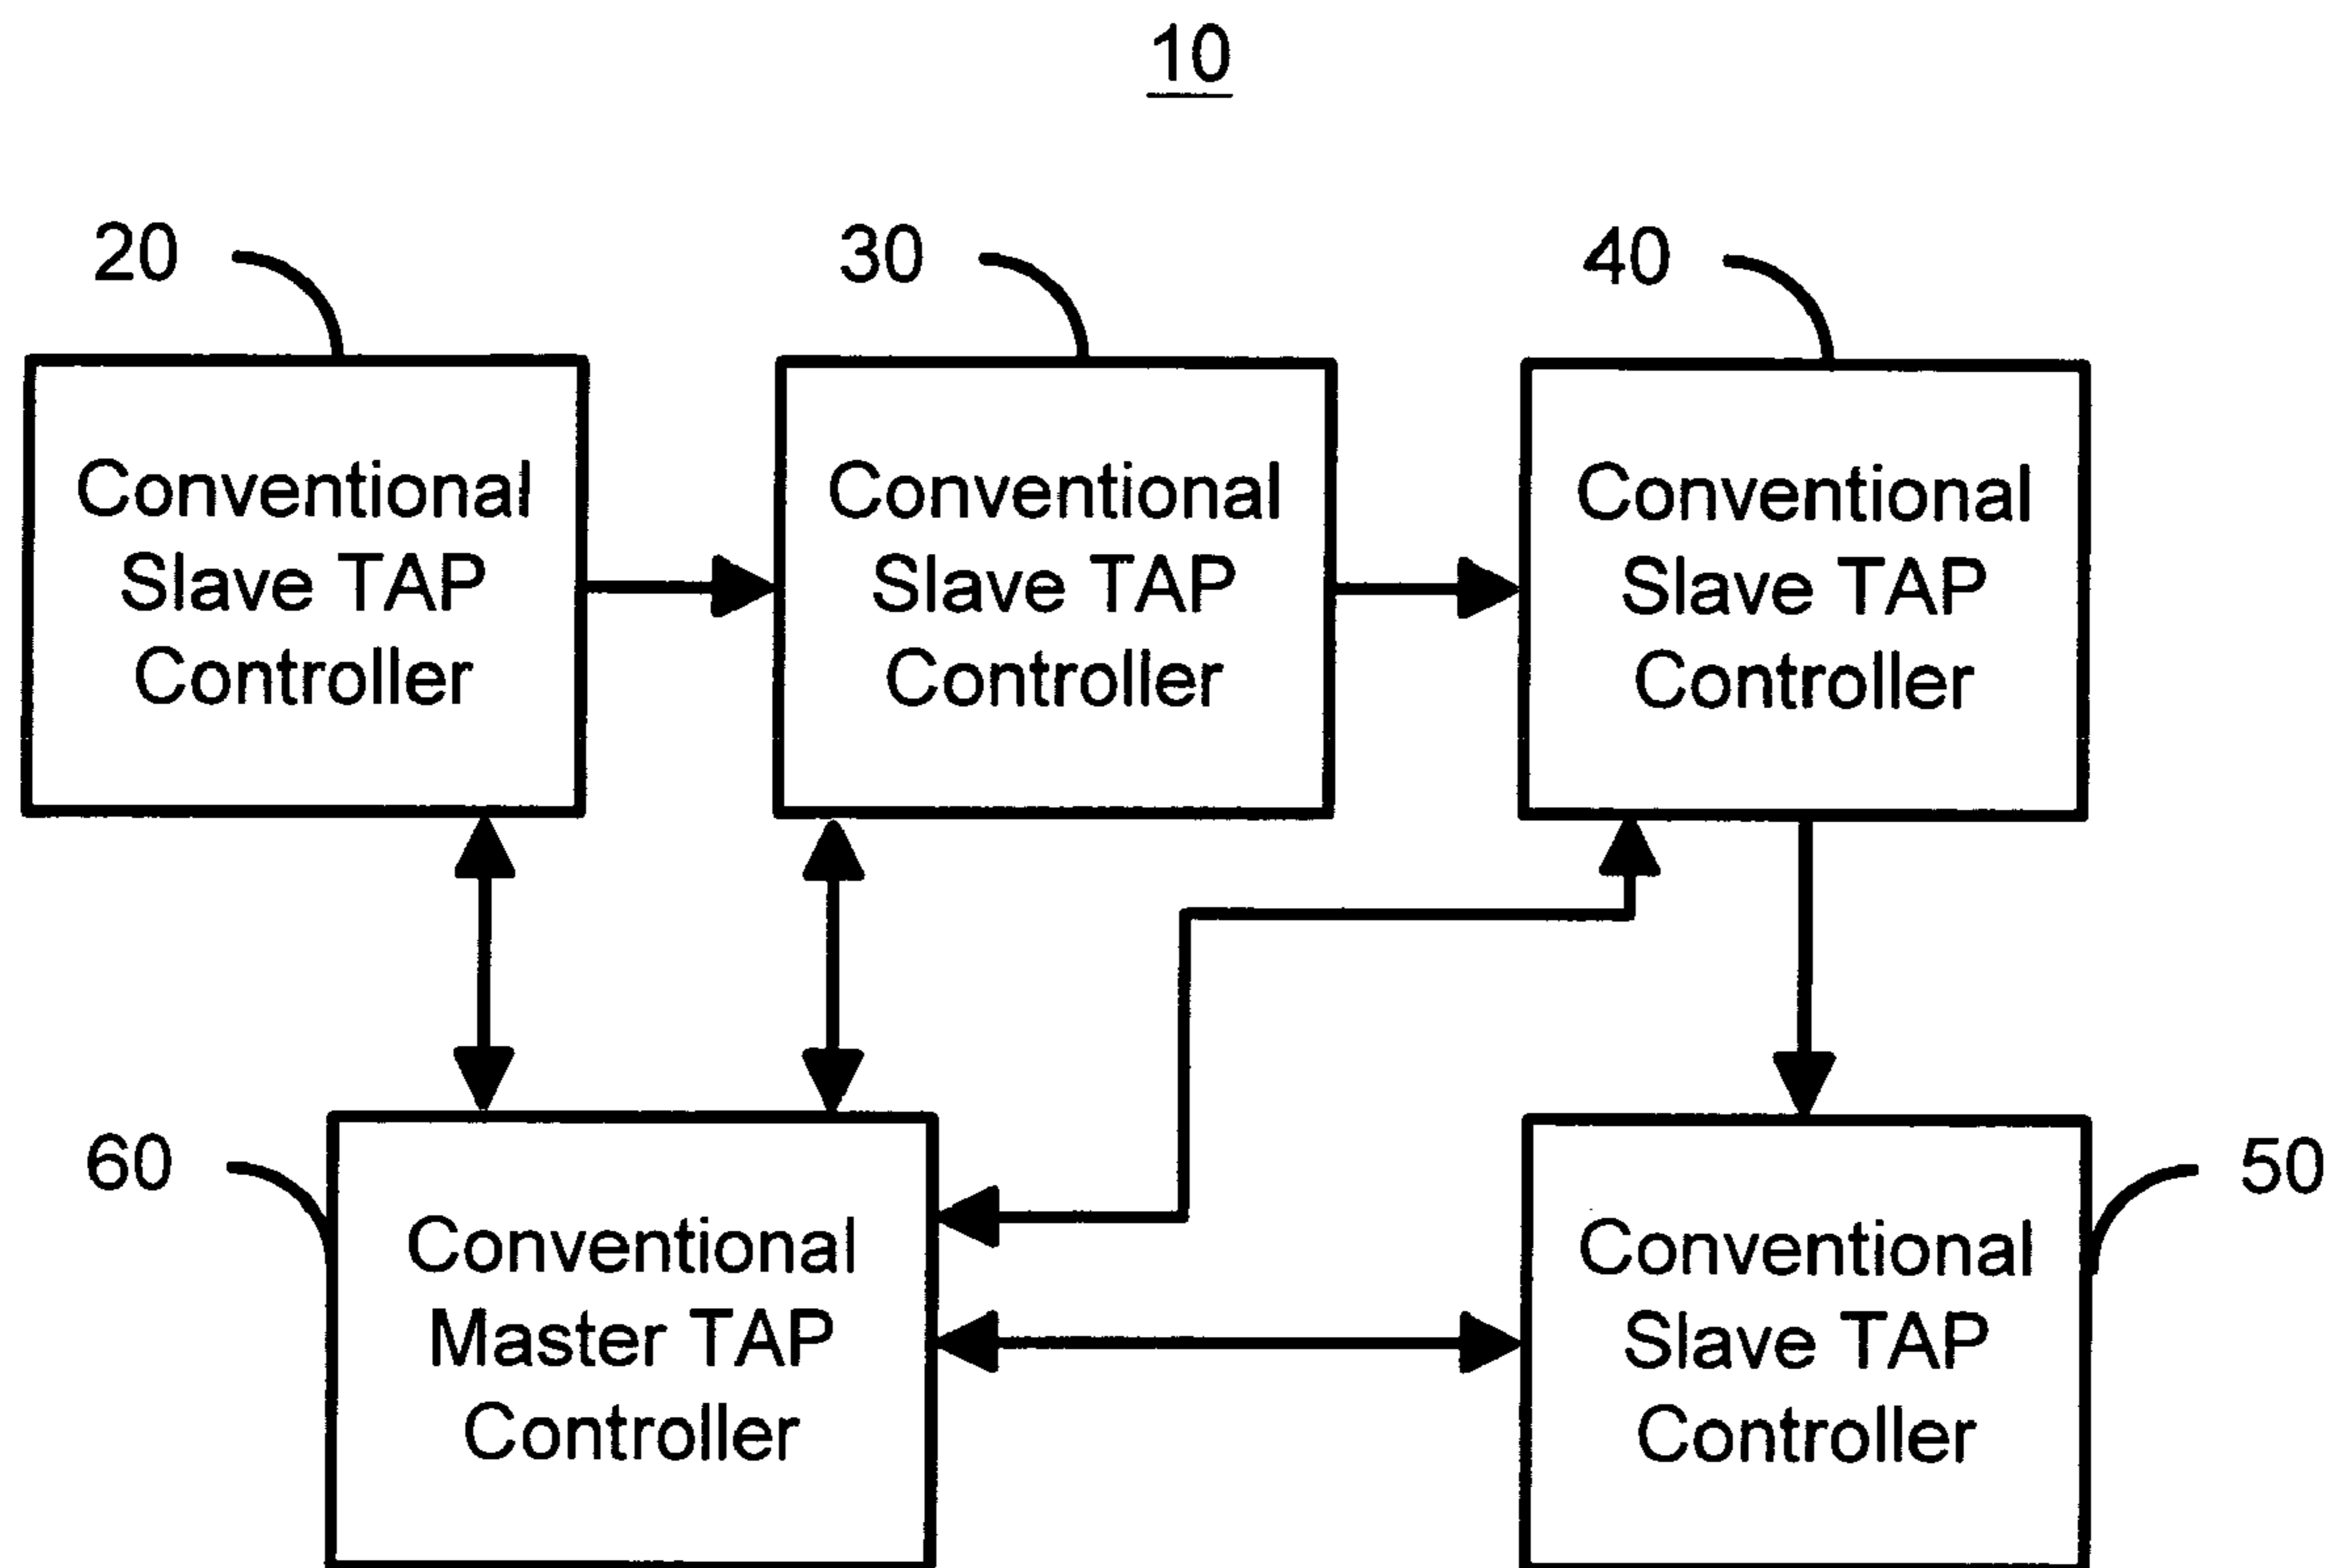 10
20
30
40
Conventional
Slave TAP
Controller
Conventional
Slave TAP
Controller
Conventional
Slave TAP
Controller
60
50
Conventional
Master TAP
Controller
Conventional
Slave TAP
Controller